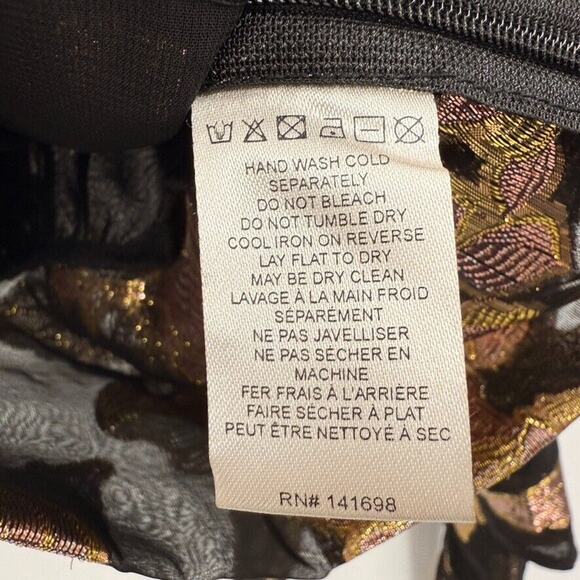 HAND WASH COLD
SEPARATELY
DO NOT BLEACH
DO NOT TUMBLE DRY
COOL IRON ON REVERSE
LAY FLAT TO DRY
MAY BE DRY CLEAN
LAVAGE À LA MAIN FROID
SÉPARÉMENT
NE PAS JAVELLISER
NE PAS SÉCHER EN
MACHINE
FER FRAIS À L'ARRIÈRE
FAIRE SÉCHER À PLAT
PEUT ÊTRE NETTOYÉ À SEC
RN# 141698